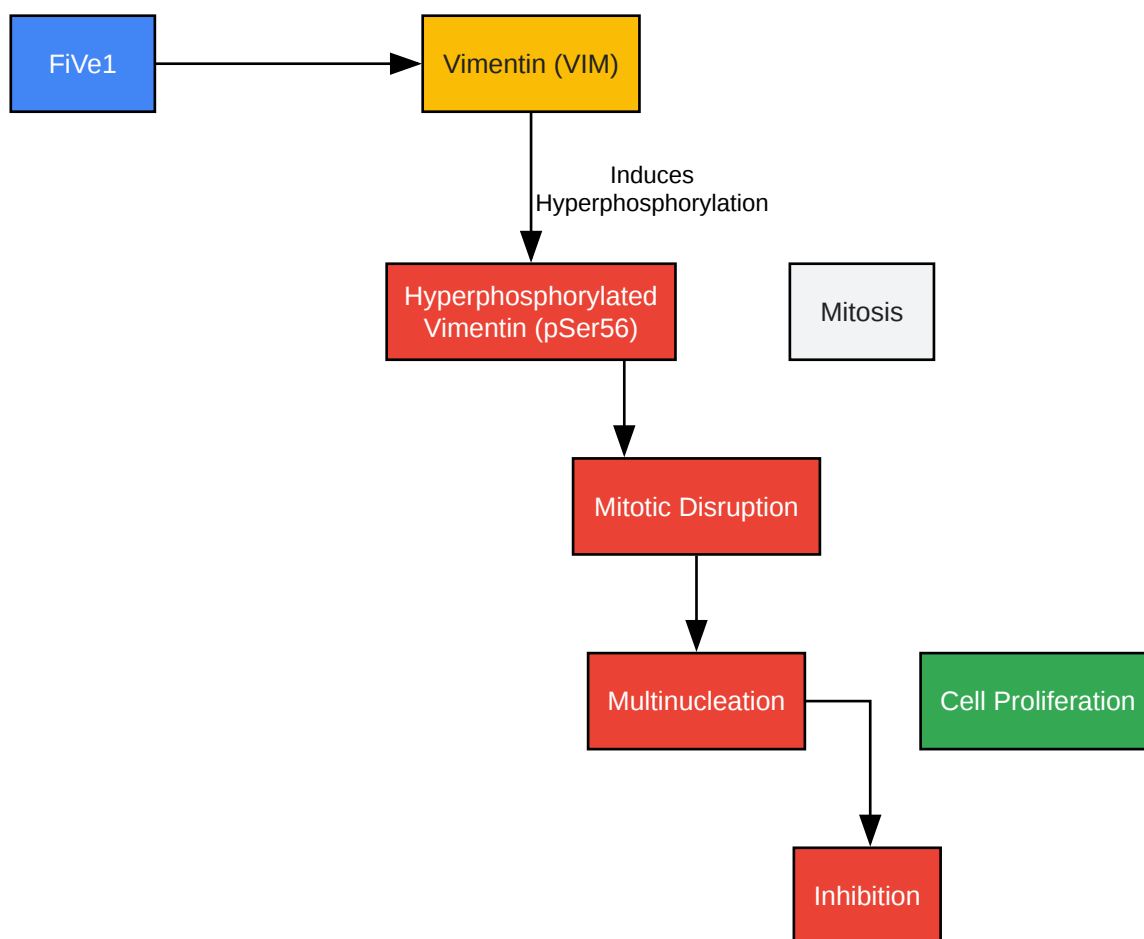 FiVe1
Vimentin (VIM)
Induces
Hyperphosphorylation
Hyperphosphorylated
Vimentin (pSer56)
Mitosis
Mitotic Disruption
Multinucleation
Cell Proliferation
Inhibition